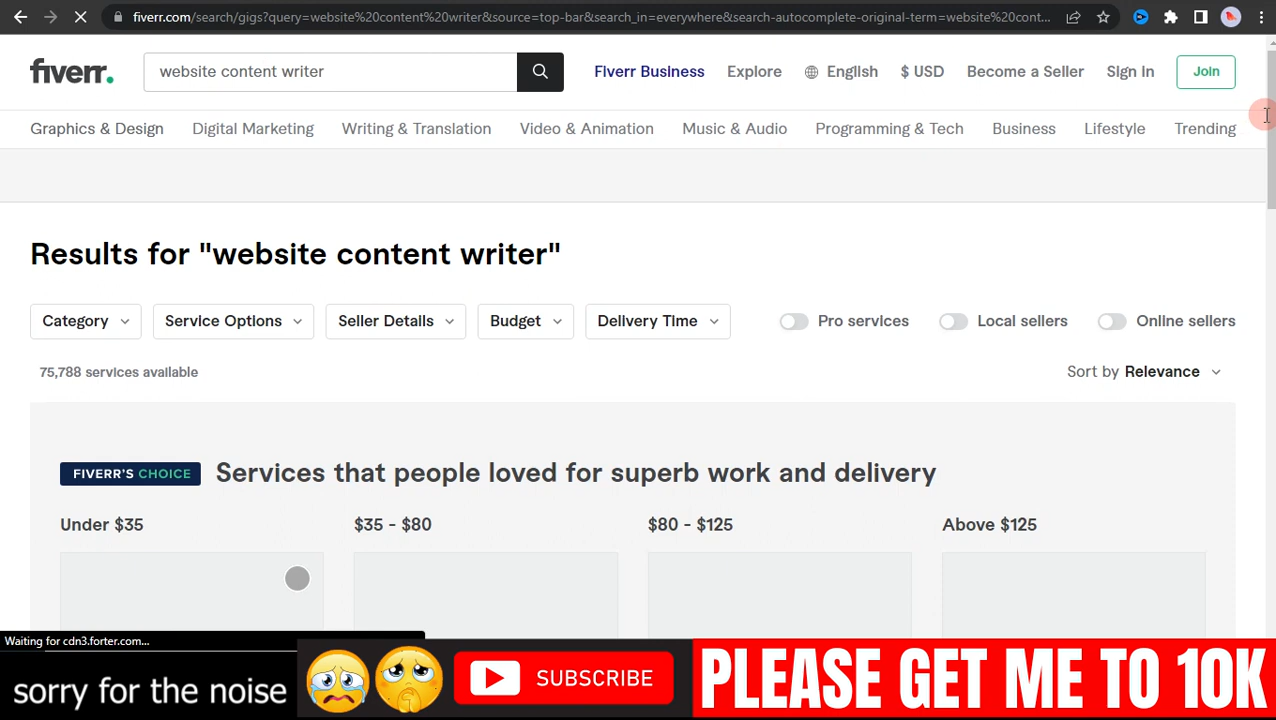 fiverr.com/search/gigs?query=website%20content%20writer&source=top-bar&search_in=everywhere&search-autocomplete-original-term=website%20cont...
fiverr.
website content writer
Fiverr Business
Explore
English
$ USD
Become a Seller
Sign in
Join
Graphics & Design
Digital Marketing
Writing & Translation
Video & Animation
Music & Audio
Programming & Tech
Business
Lifestyle
Trending
Results for "website content writer"
Category
Service Options
Seller Details
Budget
Delivery Time
Pro services
Local sellers
Online sellers
75,788 services available
Sort by Relevance
FIVERR'S CHOICE
Services that people loved for superb work and delivery
Under $35
$35 - $80
$80 - $125
Above $125
Waiting for cdn3.forter.com...
sorry for the noise
SUBSCRIBE
PLEASE GET ME TO 10K